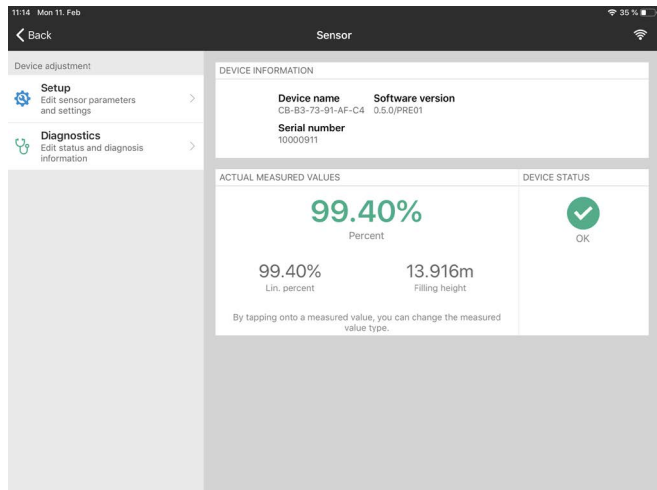 11:14 Mon 11. Feb
35 %
Back
Sensor
Device adjustment
Setup
Edit sensor parameters
and settings
Diagnostics
Edit status and diagnosis
information
DEVICE INFORMATION
Device name Software version
CB-B3-73-91-AF-C4 0.5.0/PRE01
Serial number
10000911
ACTUAL MEASURED VALUES
99.40%
Percent
99.40% 13.916m
Lin. percent Filling height
By tapping onto a measured value, you can change the measured
value type.
DEVICE STATUS
OK